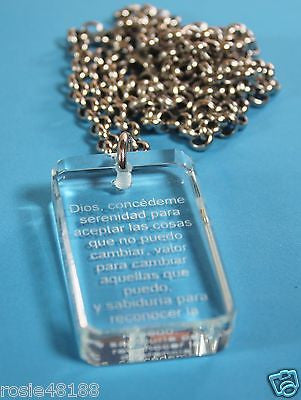 Dios, concédeme
serenidad para
aceptar las cosas
que no puedo
cambiar, valor
para cambiar
aquellas que
puedo,
y sabiduría para
reconocer la
rosie48188
rosie48188